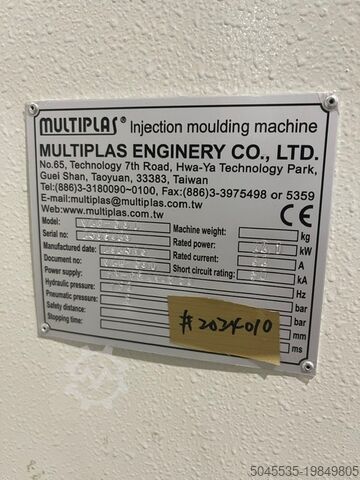 MULTIPLAS® Injection moulding machine
MULTIPLAS ENGINERY CO., LTD.
No.65, Technology 7th Road, Hwa-Ya Technology Park,
Guei Shan, Taoyuan, 33383, Taiwan
Tel:(886)3-3180090~0100, Fax:(886)3-3975498 or 5359
E-mail:multiplas@multiplas.com.tw
Web:www.multiplas.com.tw
CE
Model: Machine weight: kg
Serial no.: Rated power: kW
Manufactured date: Rated current: A
Document no. Short circuit rating: kA
Power supply: Hz
Hydraulic pressure: bar
Pneumatic pressure: bar
Safety distance: mm
Stopping time: ms
#2024010
5045535-19849805